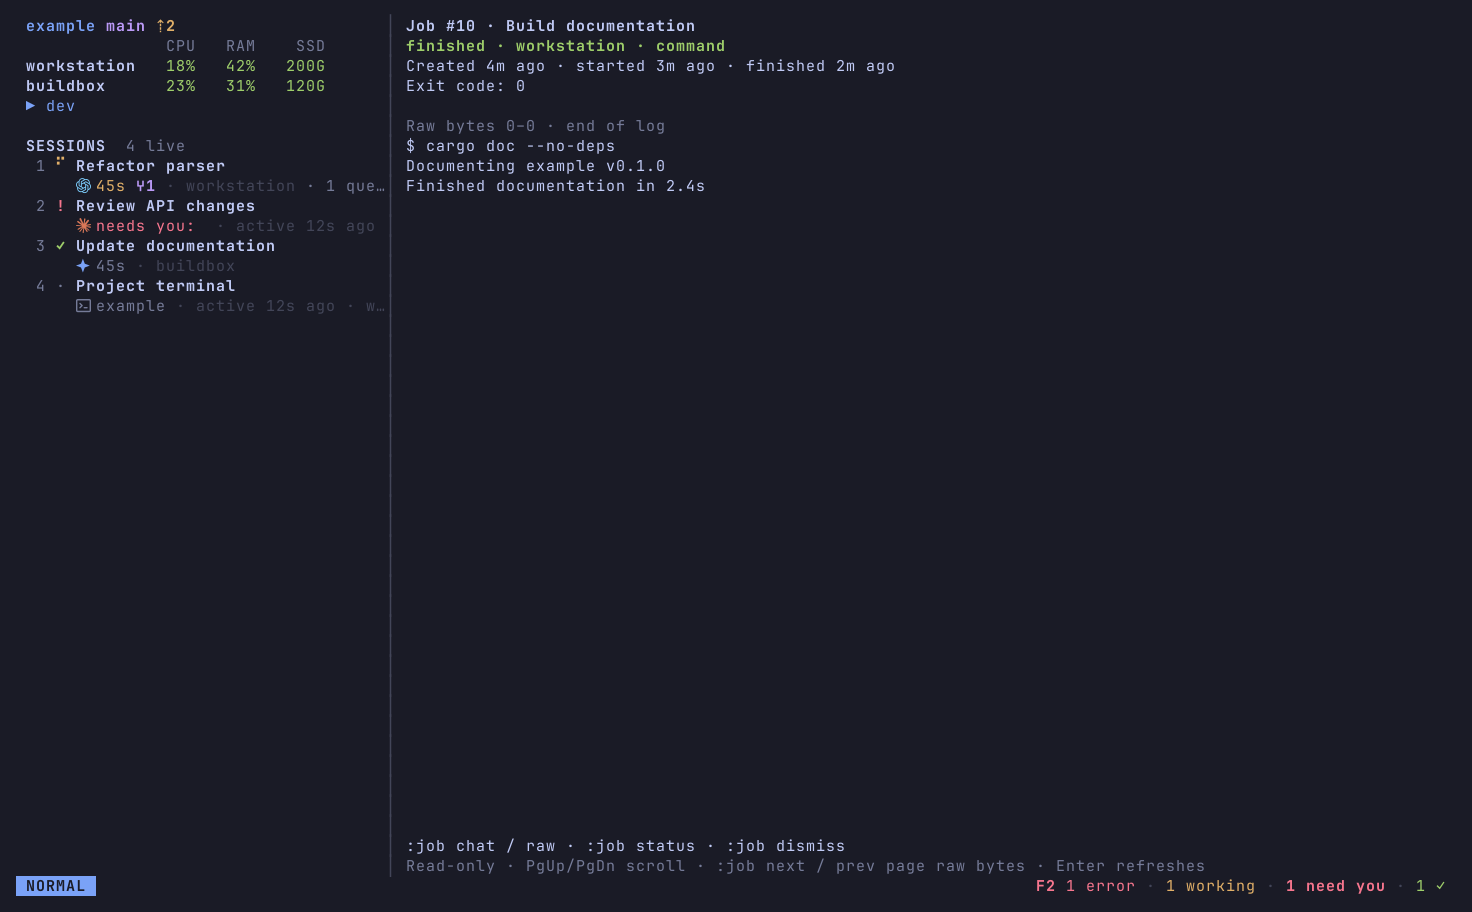 example main ⇡2
CPU RAM SSD
workstation 18% 42% 200G
buildbox 23% 31% 120G
▶ dev
SESSIONS 4 live
1 Refactor parser
45s 1 · workstation · 1 que…
2 ! Review API changes
needs you: · active 12s ago
3 ✓ Update documentation
45s · buildbox
4 · Project terminal
example · active 12s ago · w…
Job #10 · Build documentation
finished · workstation · command
Created 4m ago · started 3m ago · finished 2m ago
Exit code: 0
Raw bytes 0–0 · end of log
$ cargo doc --no-deps
Documenting example v0.1.0
Finished documentation in 2.4s
:job chat / raw · :job status · :job dismiss
Read-only · PgUp/PgDn scroll · :job next / prev page raw bytes · Enter refreshes
NORMAL
F2 1 error · 1 working · 1 need you · 1 ✓